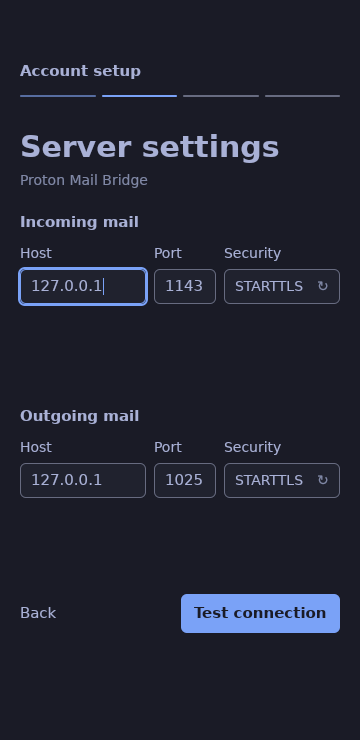 Account setup
Server settings
Proton Mail Bridge
Incoming mail
Host Port Security
127.0.0.1 1143 STARTTLS ↻
Outgoing mail
Host Port Security
127.0.0.1 1025 STARTTLS ↻
Back Test connection